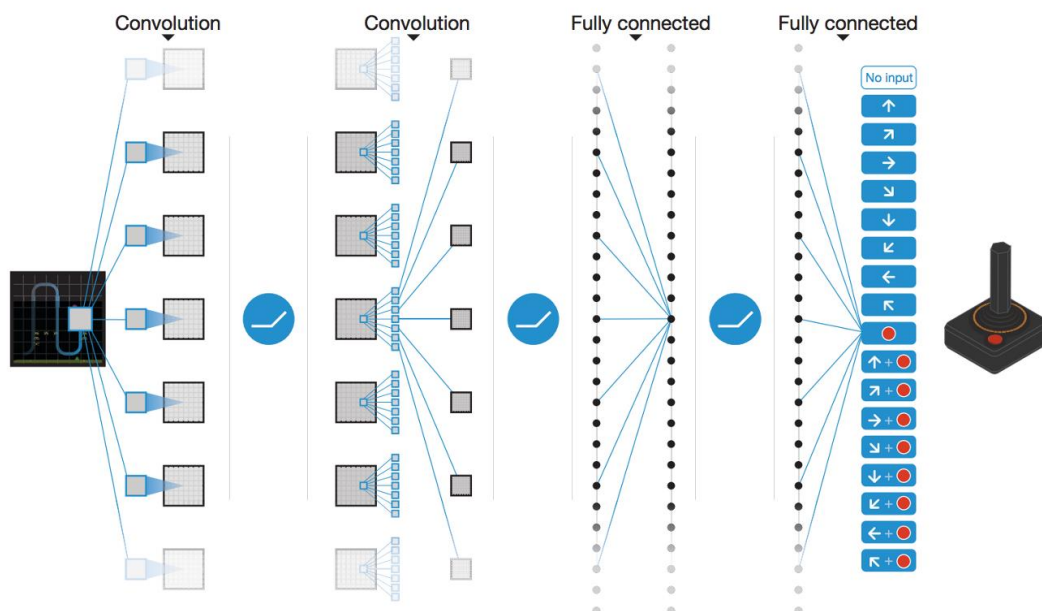 Convolution
Convolution
Fully connected
Fully connected
No input
+
+
+
+
+
+
+
+